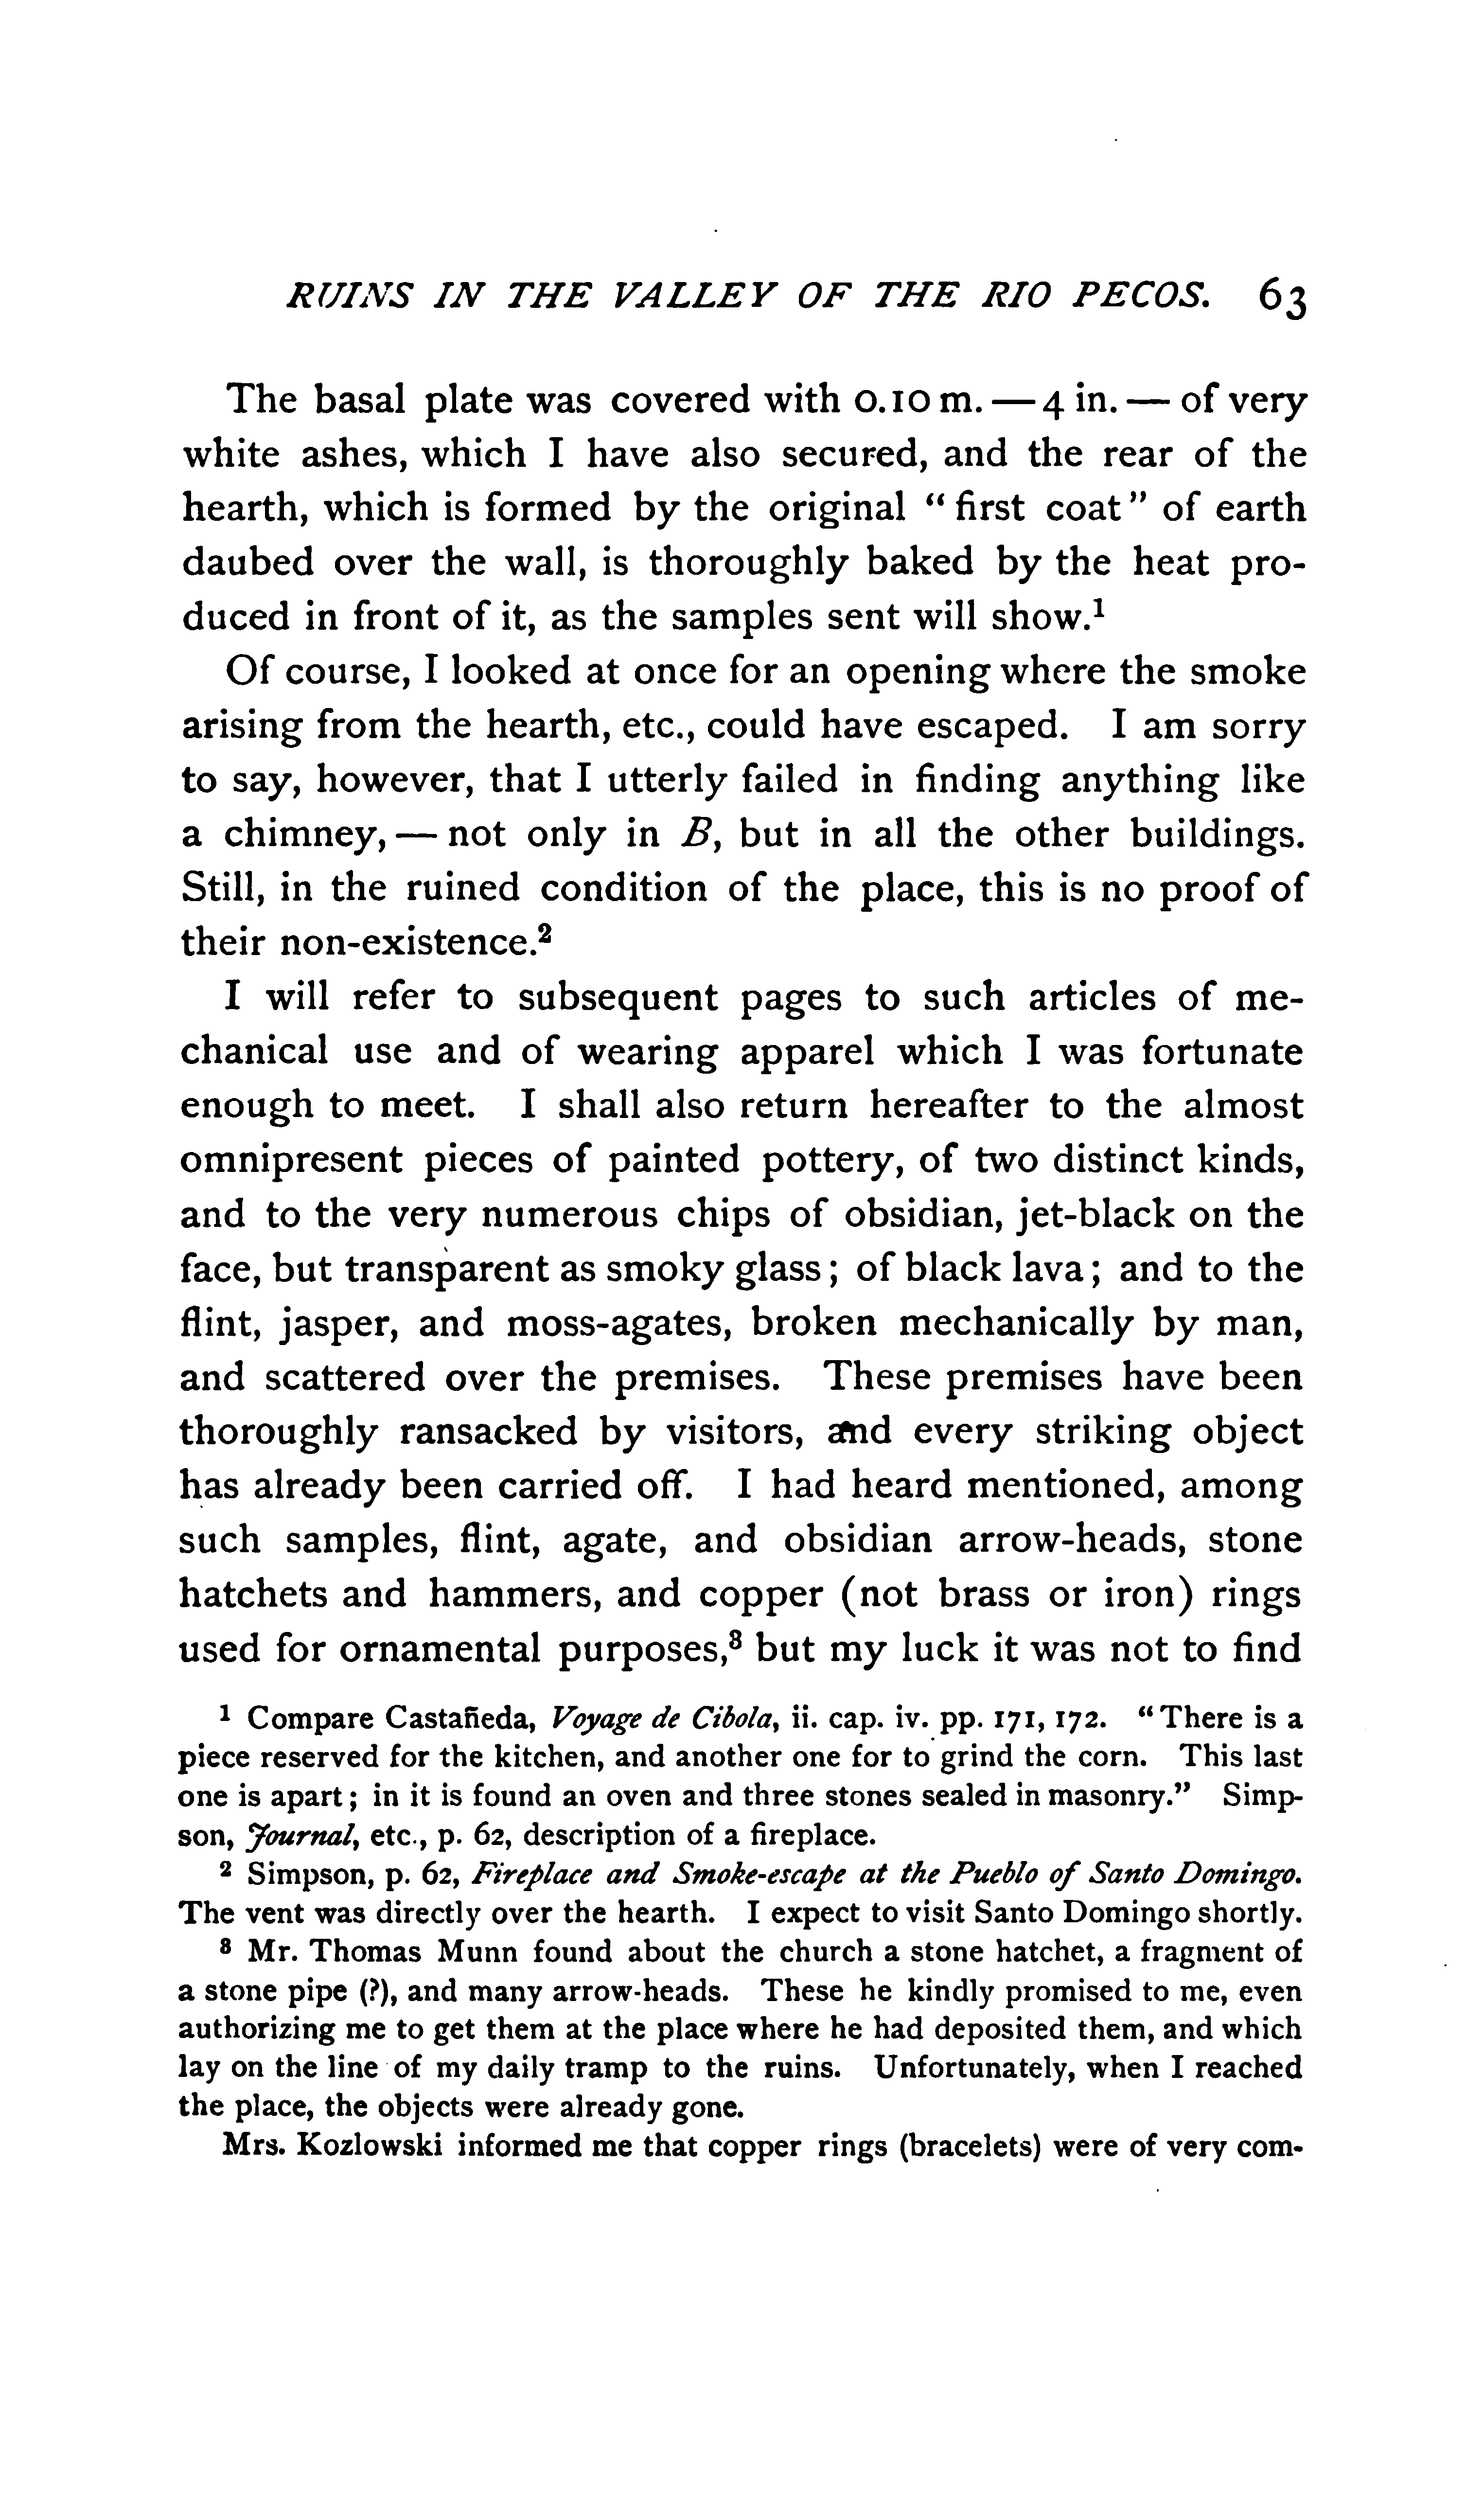 RUINS IN THE VALLEY OF THE RIO PECOS. 63
The basal plate was covered with 0.10 m. — 4 in. — of very
white ashes, which I have also secured, and the rear of the
hearth, which is formed by the original “first coat” of earth
daubed over the wall, is thoroughly baked by the heat pro-
duced in front of it, as the samples sent will show.¹
Of course, I looked at once for an opening where the smoke
arising from the hearth, etc., could have escaped. I am sorry
to say, however, that I utterly failed in finding anything like
a chimney, — not only in B, but in all the other buildings.
Still, in the ruined condition of the place, this is no proof of
their non-existence.²
I will refer to subsequent pages to such articles of me-
chanical use and of wearing apparel which I was fortunate
enough to meet. I shall also return hereafter to the almost
omnipresent pieces of painted pottery, of two distinct kinds,
and to the very numerous chips of obsidian, jet-black on the
face, but transparent as smoky glass; of black lava; and to the
flint, jasper, and moss-agates, broken mechanically by man,
and scattered over the premises. These premises have been
thoroughly ransacked by visitors, and every striking object
has already been carried off. I had heard mentioned, among
such samples, flint, agate, and obsidian arrow-heads, stone
hatchets and hammers, and copper (not brass or iron) rings
used for ornamental purposes,³ but my luck it was not to find
¹ Compare Castañeda, Voyage de Cibola, ii. cap. iv. pp. 171, 172. “There is a
piece reserved for the kitchen, and another one for to grind the corn. This last
one is apart; in it is found an oven and three stones sealed in masonry.” Simp-
son, Journal, etc., p. 62, description of a fireplace.
² Simpson, p. 62, Fireplace and Smoke-escape at the Pueblo of Santo Domingo.
The vent was directly over the hearth. I expect to visit Santo Domingo shortly.
³ Mr. Thomas Munn found about the church a stone hatchet, a fragment of
a stone pipe (?), and many arrow-heads. These he kindly promised to me, even
authorizing me to get them at the place where he had deposited them, and which
lay on the line of my daily tramp to the ruins. Unfortunately, when I reached
the place, the objects were already gone.
Mrs. Kozlowski informed me that copper rings (bracelets) were of very com-